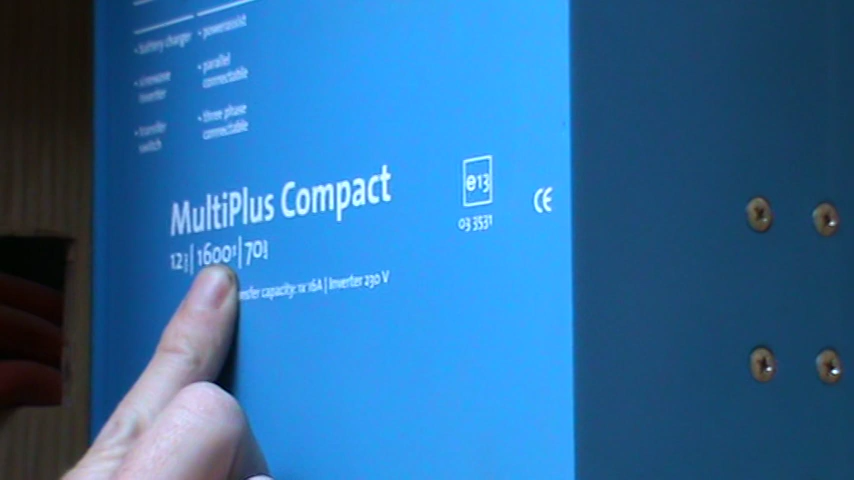 • battery charger
• powerassist
• sinewave
inverter
• parallel
connectable
• transfer
switch
• three phase
connectable
MultiPlus Compact
12 | 1600 | 70
capacity: 1x 16A | Inverter 230 V
e13
03 3531
CE